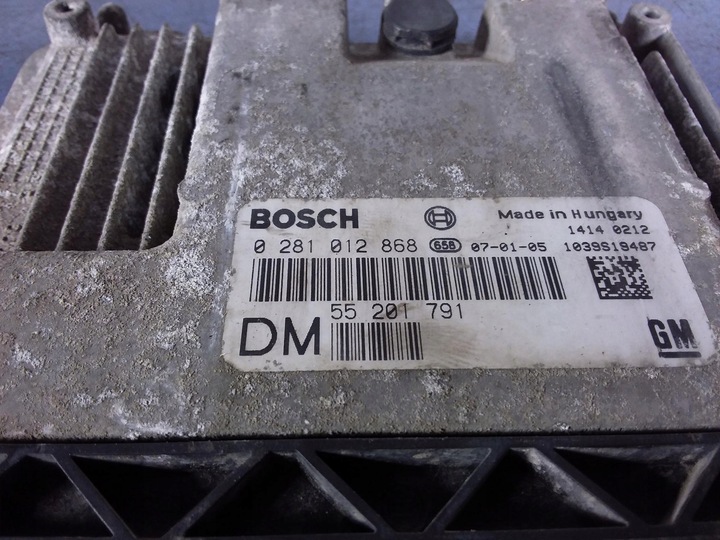 BOSCH Made in Hungary
1414 0212
0 281 012 868 658 07-01-05 1039S19487
55 201 791
DM GM